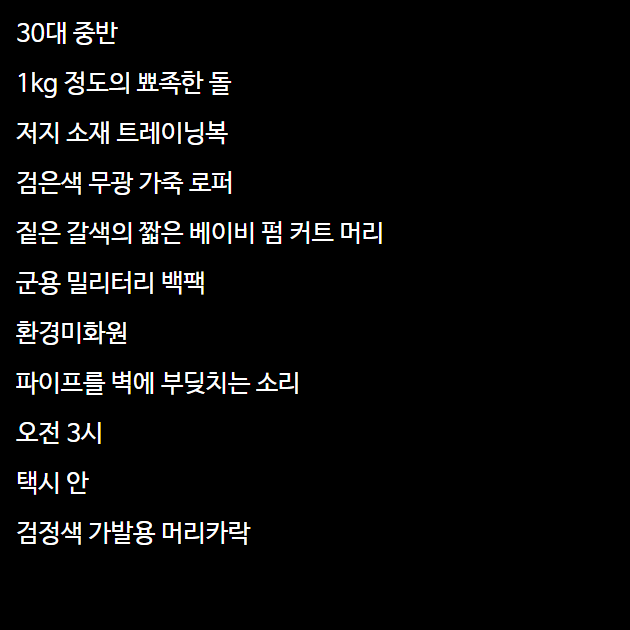 30대 중반
1kg 정도의 뾰족한 돌
저지 소재 트레이닝복
검은색 무광 가죽 로퍼
짙은 갈색의 짧은 베이비 펌 커트 머리
군용 밀리터리 백팩
환경미화원
파이프를 벽에 부딪치는 소리
오전 3시
택시 안
검정색 가발용 머리카락